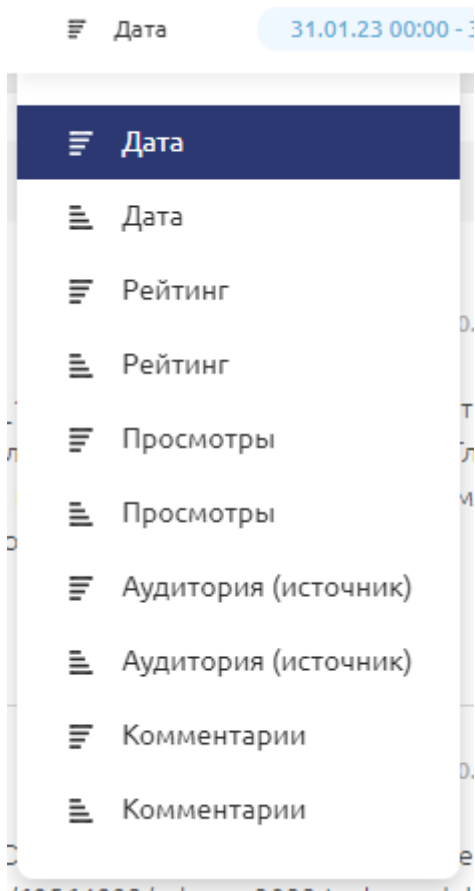 Дата
31.01.23 00:00 -
Дата
Дата
Рейтинг
Рейтинг
Просмотры
Просмотры
Аудитория (источник)
Аудитория (источник)
Комментарии
Комментарии